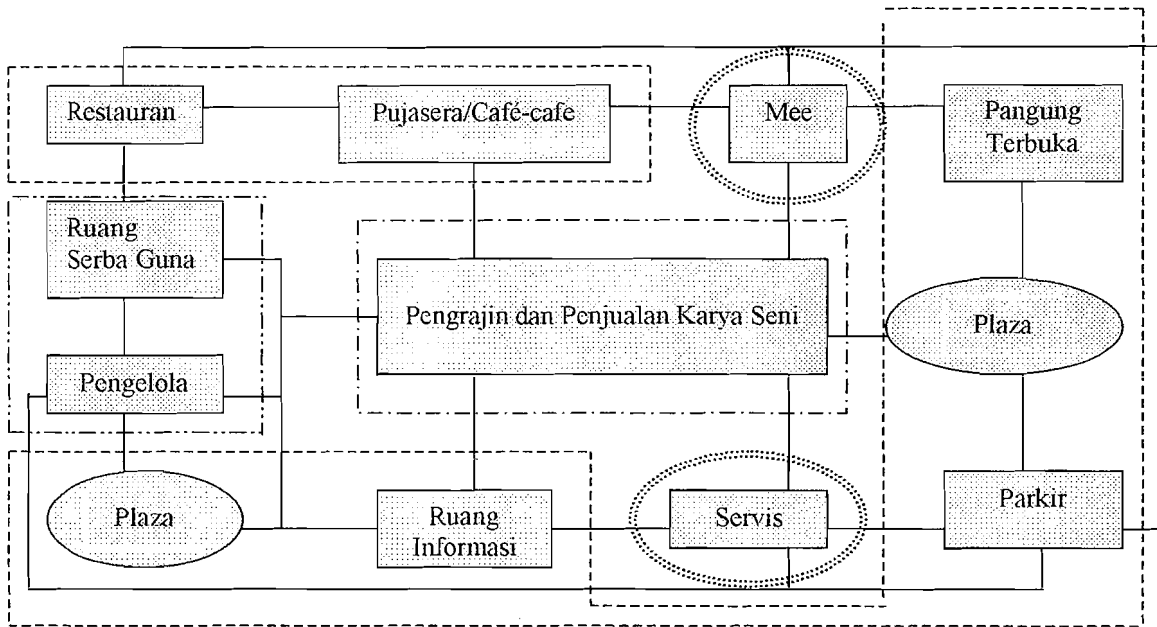 Restauran
Pujasera/Café-cafe
Mee
Pangung
Terbuka
Ruang
Serba Guna
Pengrajin dan Penjualan Karya Seni
Plaza
Pengelola
Plaza
Ruang
Informasi
Servis
Parkir